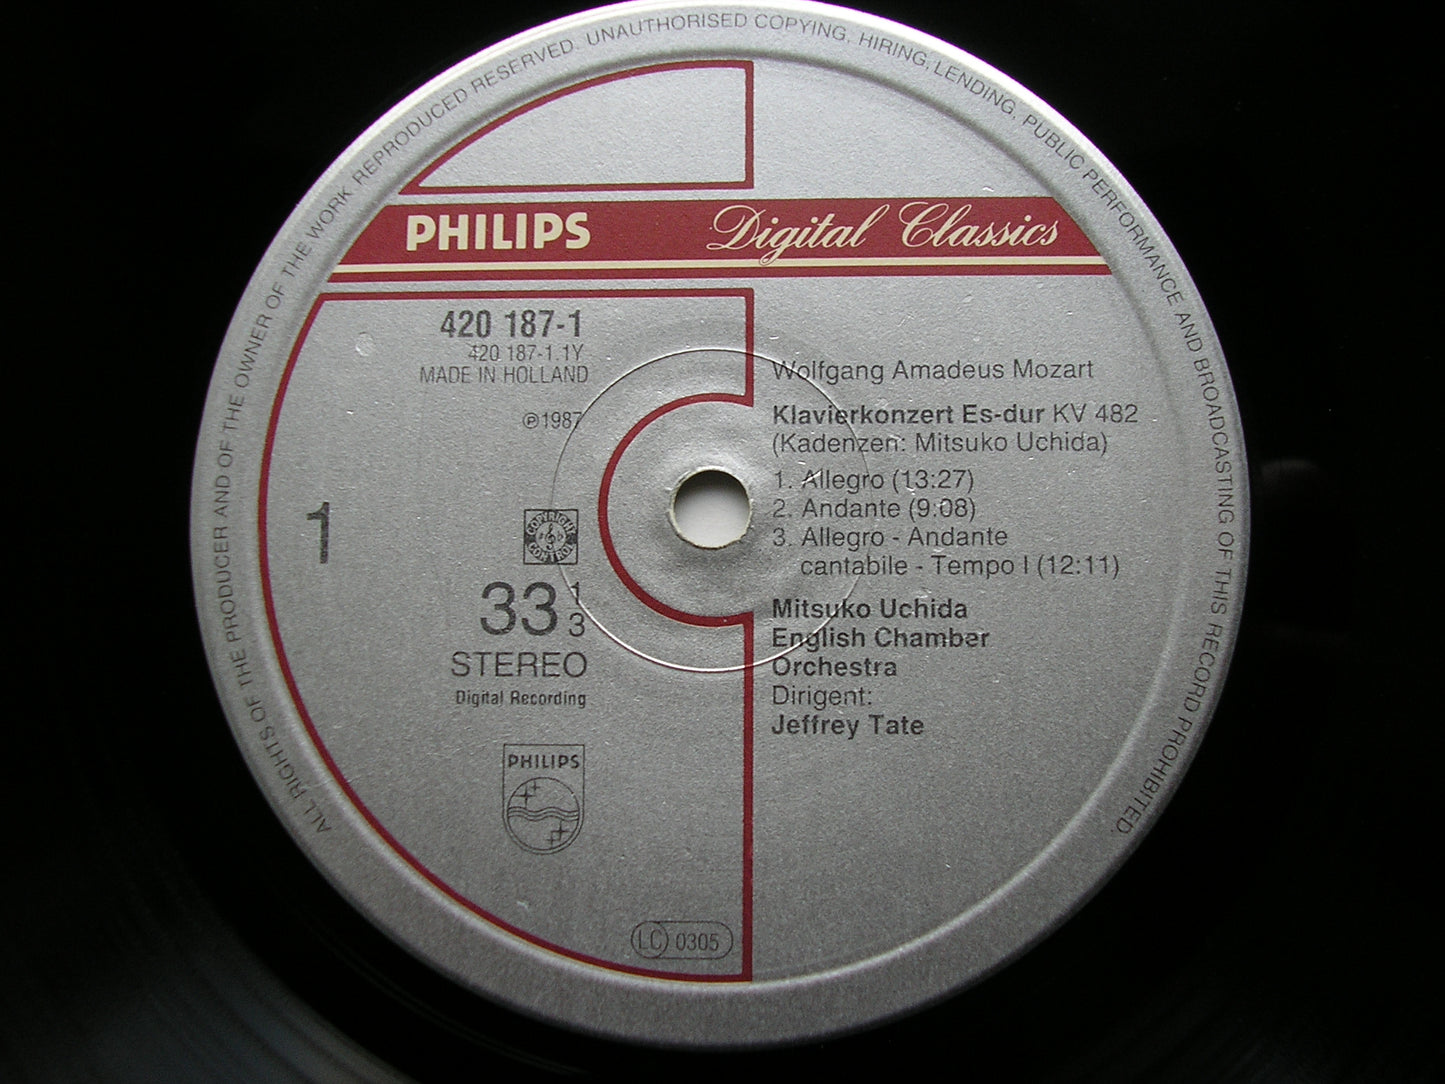 ALL RIGHTS OF THE PRODUCER AND OF THE OWNER OF THE WORK REPRODUCED RESERVED. UNAUTHORISED COPYING, HIRING, LENDING, PUBLIC PERFORMANCE AND BROADCASTING OF THIS RECORD PROHIBITED.
PHILIPS Digital Classics
420 187-1
420 187-1.1Y
MADE IN HOLLAND
℗1987
1
COPYRIGHT
CONTROL
33 1/3
STEREO
Digital Recording
PHILIPS
LC 0305
Wolfgang Amadeus Mozart
Klavierkonzert Es-dur KV 482
(Kadenzen: Mitsuko Uchida)
1. Allegro (13:27)
2. Andante (9:08)
3. Allegro - Andante
cantabile - Tempo I (12:11)
Mitsuko Uchida
English Chamber
Orchestra
Dirigent:
Jeffrey Tate